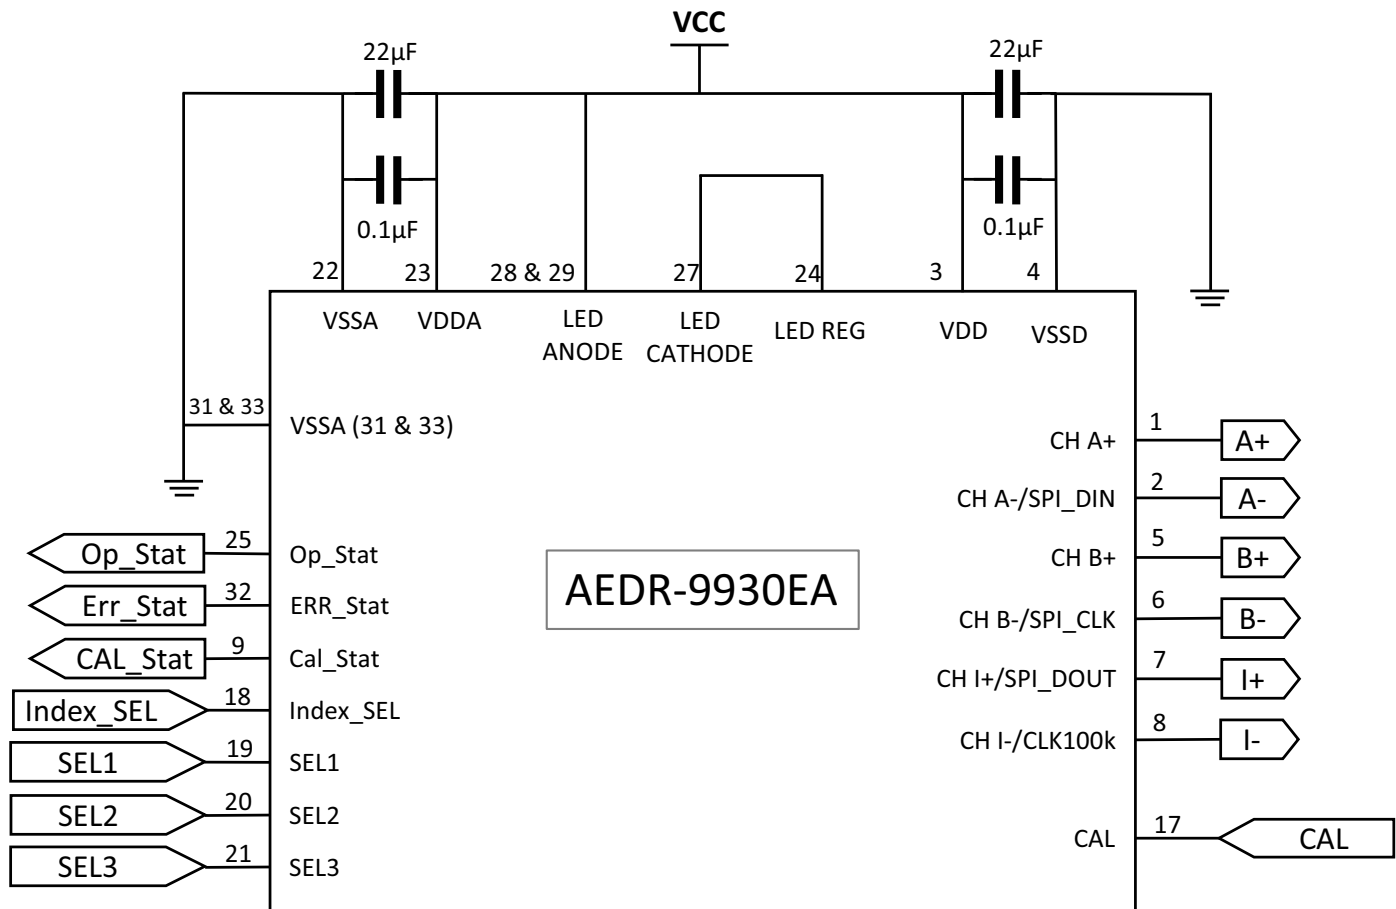 VCC
22µF
22µF
0.1µF
0.1µF
22
23
28 & 29
27
24
3
4
VSSA
VDDA
LED
ANODE
LED
CATHODE
LED REG
VDD
VSSD
31 & 33
VSSA (31 & 33)
AEDR-9930EA
Op_Stat
25
Op_Stat
Err_Stat
32
ERR_Stat
CAL_Stat
9
Cal_Stat
Index_SEL
18
Index_SEL
SEL1
19
SEL1
SEL2
20
SEL2
SEL3
21
SEL3
CH A+
1
A+
CH A-/SPI_DIN
2
A-
CH B+
5
B+
CH B-/SPI_CLK
6
B-
CH I+/SPI_DOUT
7
I+
CH I-/CLK100k
8
I-
CAL
17
CAL